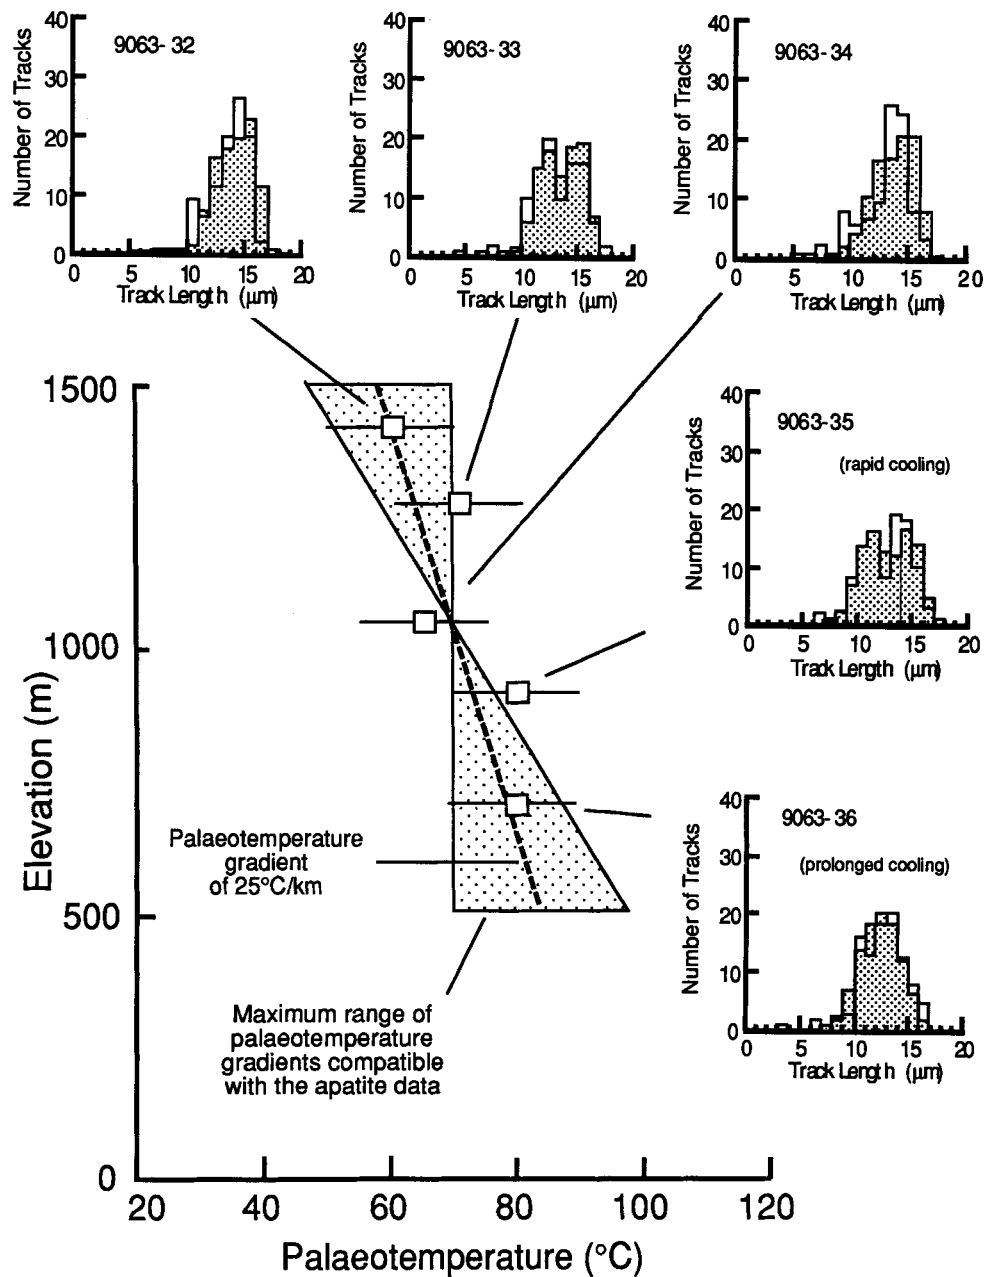 40
30
20
10
0
Number of Tracks
9063-32
0 5 10 15 20
Track Length (µm)
40
30
20
10
0
Number of Tracks
9063-33
0 5 10 15 20
Track Length (µm)
40
30
20
10
0
Number of Tracks
9063-34
0 5 10 15 20
Track Length (µm)
40
30
20
10
0
Number of Tracks
9063-35
(rapid cooling)
0 5 10 15 20
Track Length (µm)
40
30
20
10
0
Number of Tracks
9063-36
(prolonged cooling)
0 5 10 15 20
Track Length (µm)
1500
1000
500
0
Elevation (m)
Palaeotemperature
gradient
of 25°C/km
Maximum range of
palaeotemperature
gradients compatible
with the apatite data
20 40 60 80 100 120
Palaeotemperature (°C)